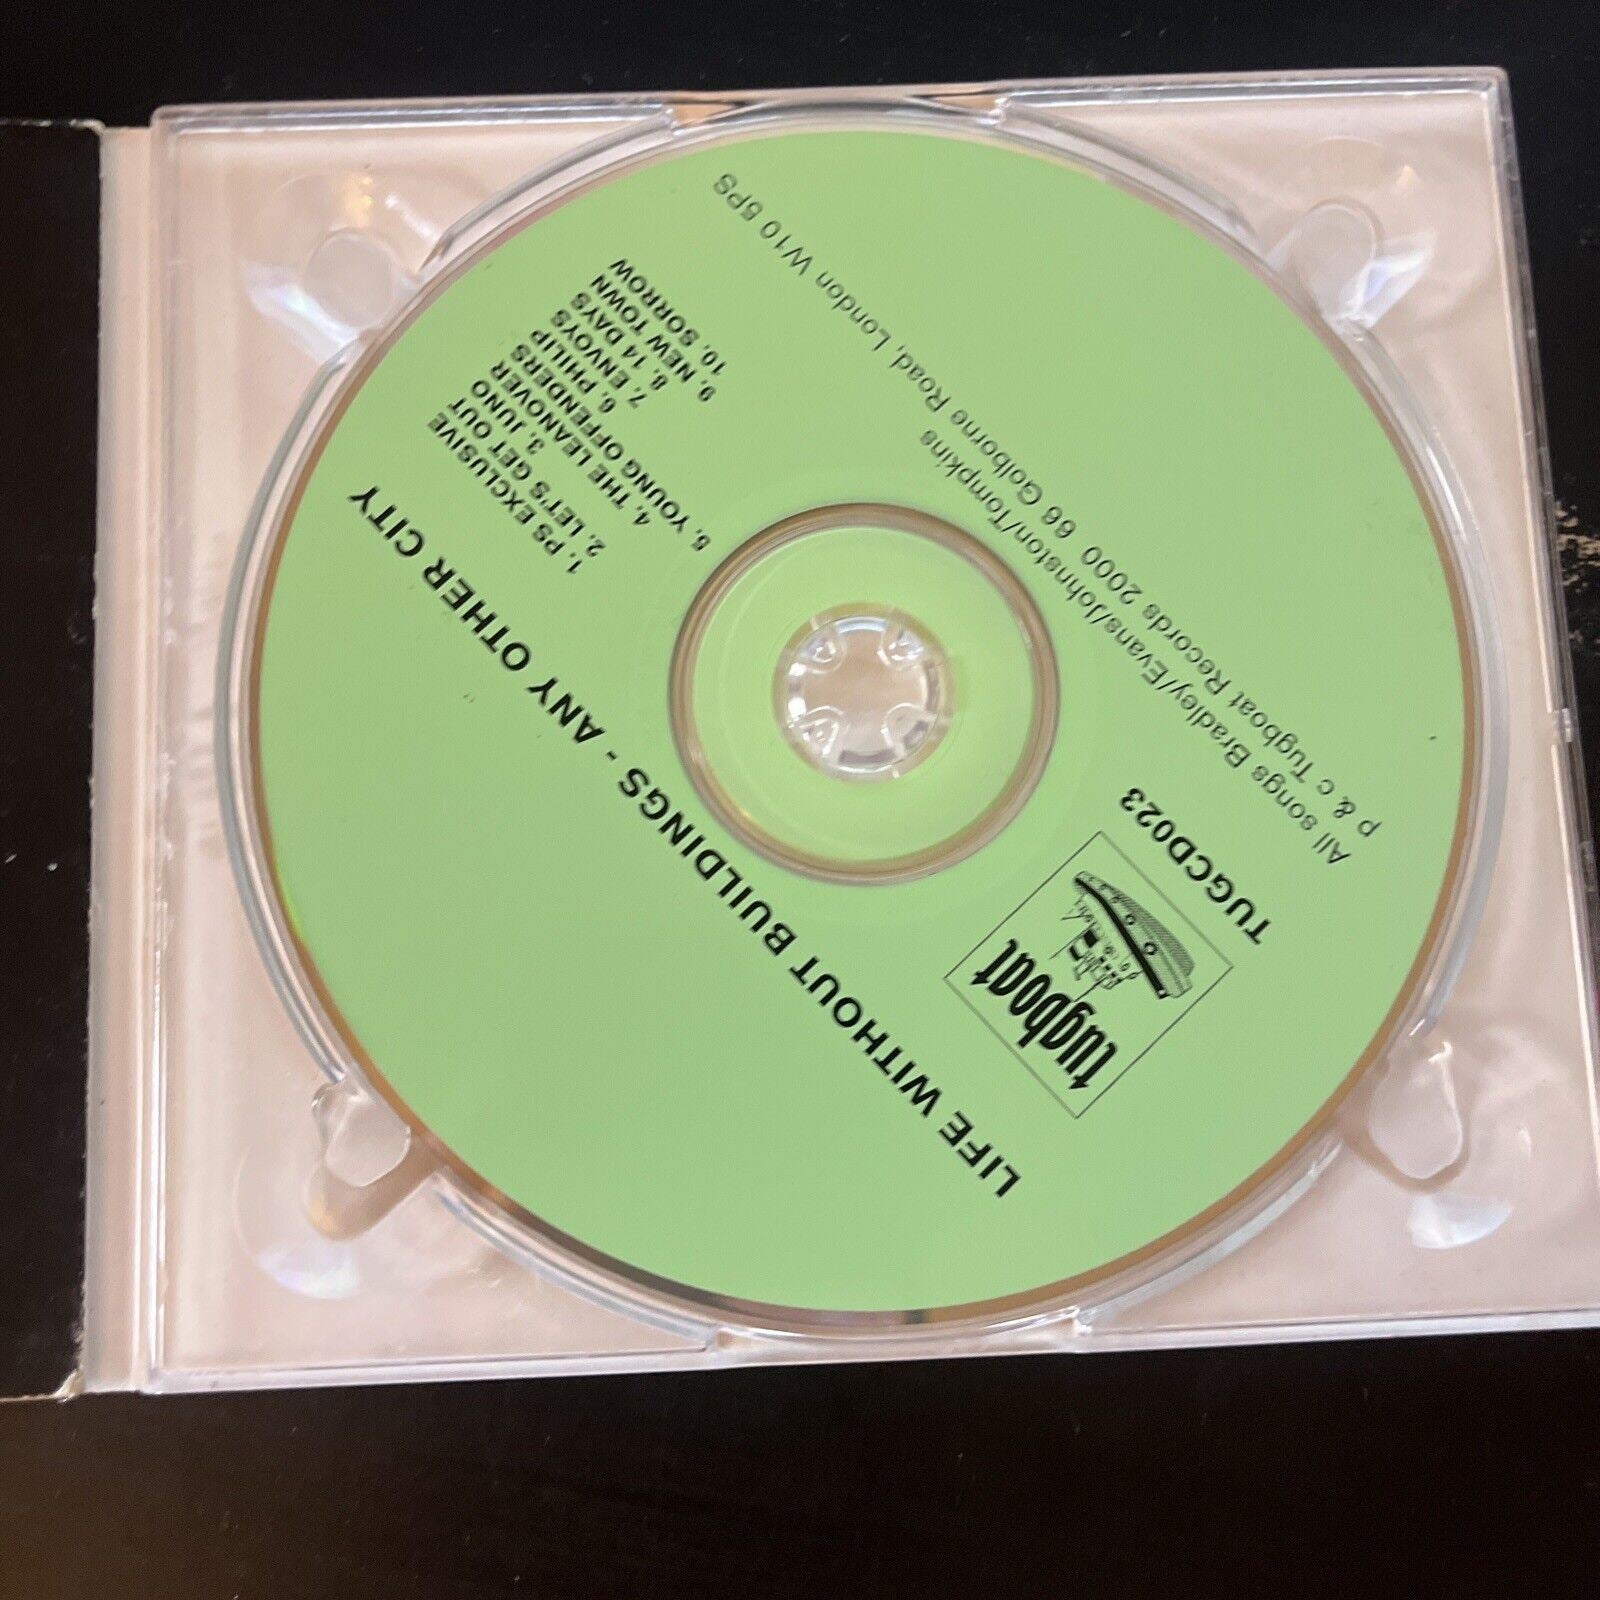 LIFE WITHOUT BUILDINGS - ANY OTHER CITY
1. PS EXCLUSIVE
2. LET'S GET OUT
3. JUNO
4. THE LEANOVER
5. YOUNG OFFENDERS
6. PHILIP
7. ENVOYS
8. 14 DAYS
9. NEW TOWN
10. SORROW
tugboat
TUGCD023
All songs Bradley/Evans/Johnston/Tompkins
p & c Tugboat Records 2000 66 Golborne Road, London W10 5PS